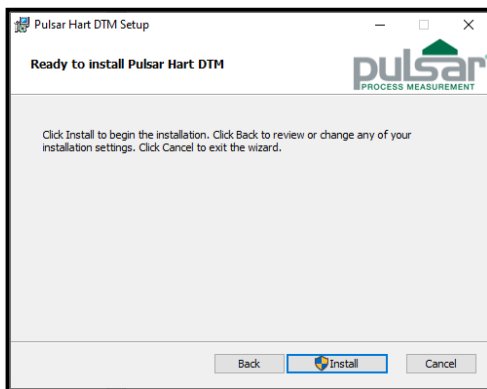 Pulsar Hart DTM Setup
Ready to install Pulsar Hart DTM
pulsar
PROCESS MEASUREMENT
Click Install to begin the installation. Click Back to review or change any of your
installation settings. Click Cancel to exit the wizard.
Back
Install
Cancel